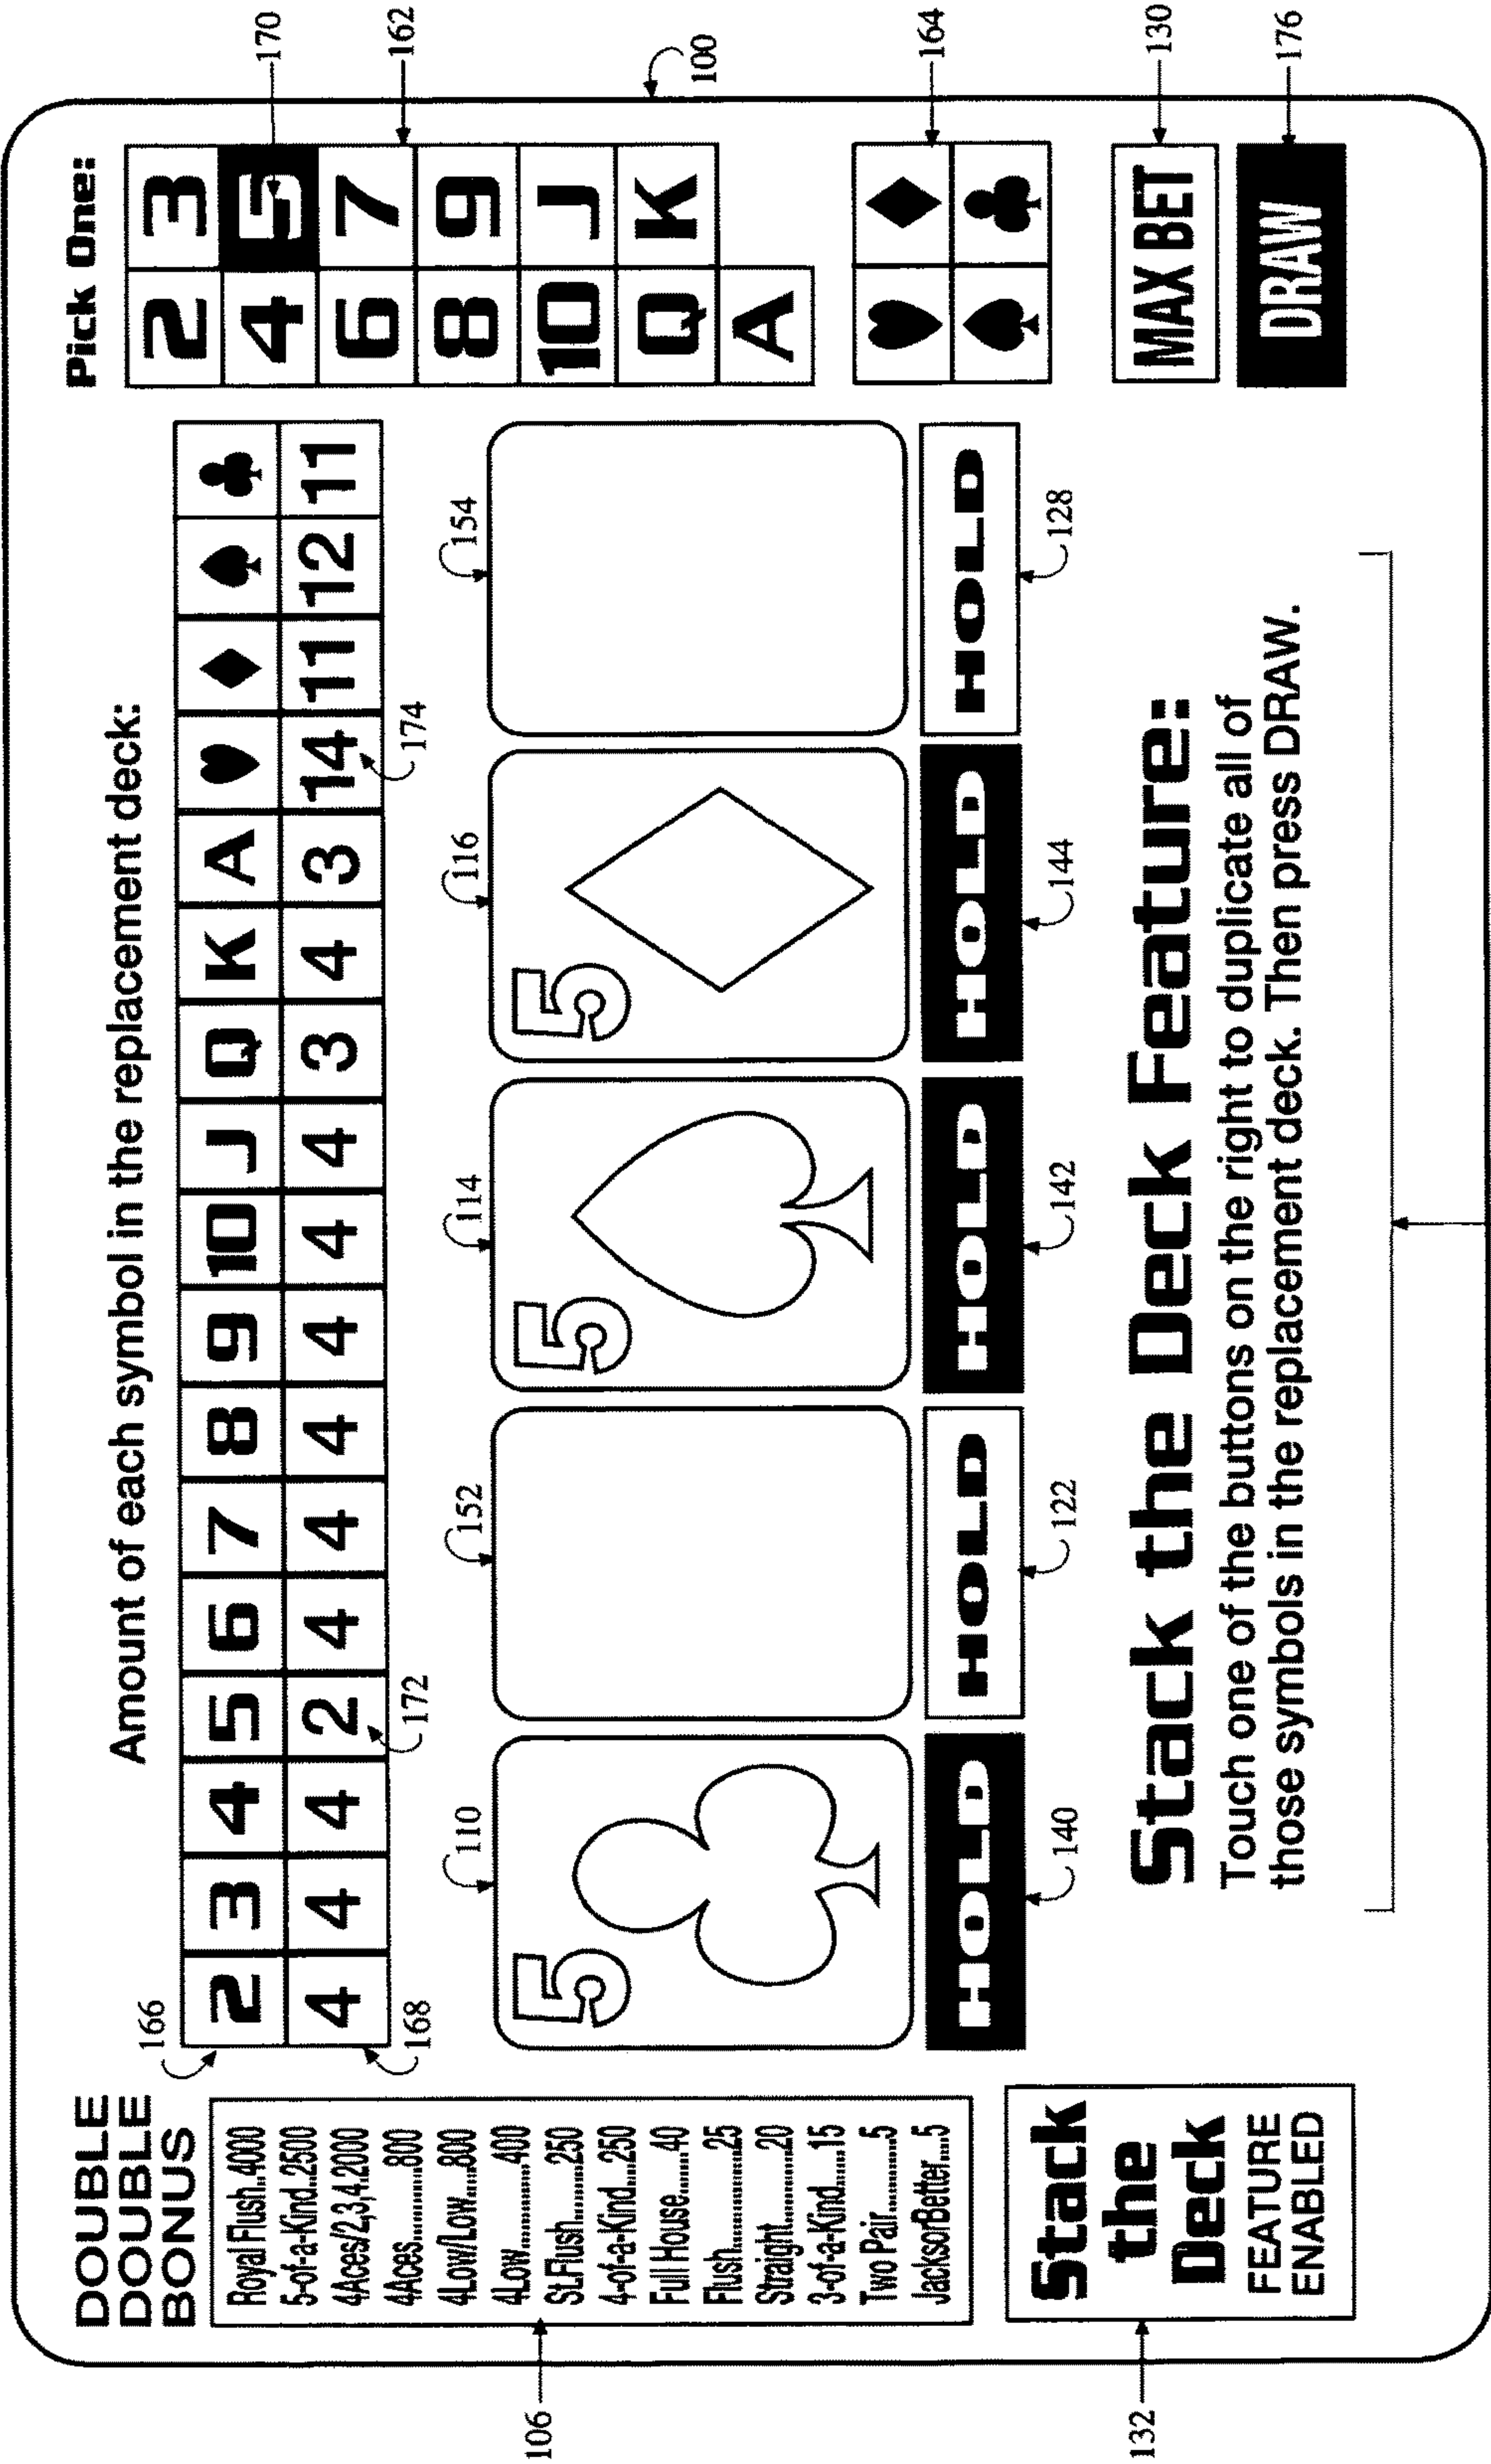 DOUBLE
DOUBLE
BONUS
Royal Flush..4000
5-of-a-Kind..2500
4Aces/2,3,4.2000
4Aces..........800
4Low/Low....800
4Low............400
St.Flush.......250
4-of-a-Kind...250
Full House.....40
Flush............25
Straight........20
3-of-a-Kind....15
Two Pair.........5
JacksorBetter...5
106
Stack
the
Deck
FEATURE
ENABLED
132
Amount of each symbol in the replacement deck:
166
2 3 4 5 6 7 8 9 10 J Q K A ♥ ♦ ♠ ♣
4 4 4 2 4 4 4 4 4 4 3 4 3 14 11 12 11
168
172
174
110 152 114 116 154
5 5 5
HOLD HOLD HOLD HOLD HOLD
140 122 142 144 128
Stack the Deck Feature:
Touch one of the buttons on the right to duplicate all of
those symbols in the replacement deck. Then press DRAW.
Pick One:
2 3
4 5
6 7
8 9
10 J
Q K
A
♥ ♦
♠ ♣
MAX BET
DRAW
170
162
100
164
130
176